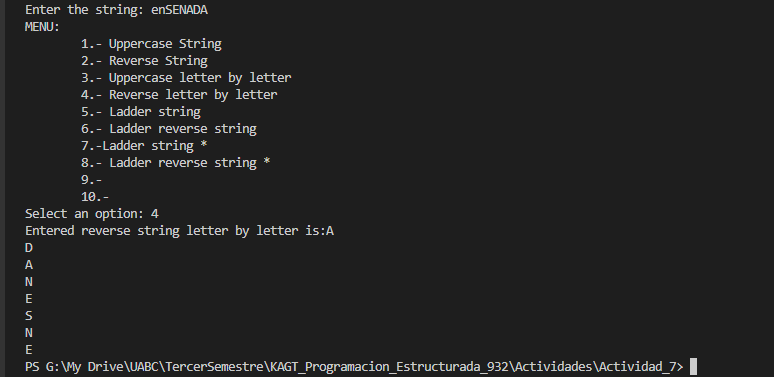 Enter the string: enSENADA
MENU:
1.- Uppercase String
2.- Reverse String
3.- Uppercase letter by letter
4.- Reverse letter by letter
5.- Ladder string
6.- Ladder reverse string
7.-Ladder string *
8.- Ladder reverse string *
9.-
10.-
Select an option: 4
Entered reverse string letter by letter is:A
D
A
N
E
S
N
E
PS G:\My Drive\UABC\TercerSemestre\KAGT_Programacion_Estructurada_932\Actividades\Actividad_7>